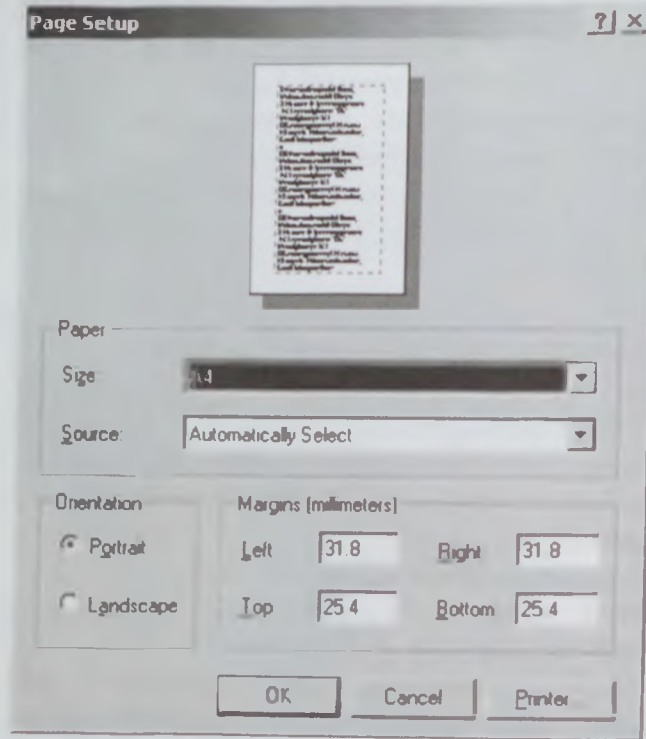 Page Setup
Paper
Size
A4
Source:
Automatically Select
Orientation
Portrait
Landscape
Margins (millimeters)
Left 31.8 Right 31.8
Top 25.4 Bottom 25.4
OK Cancel Printer...